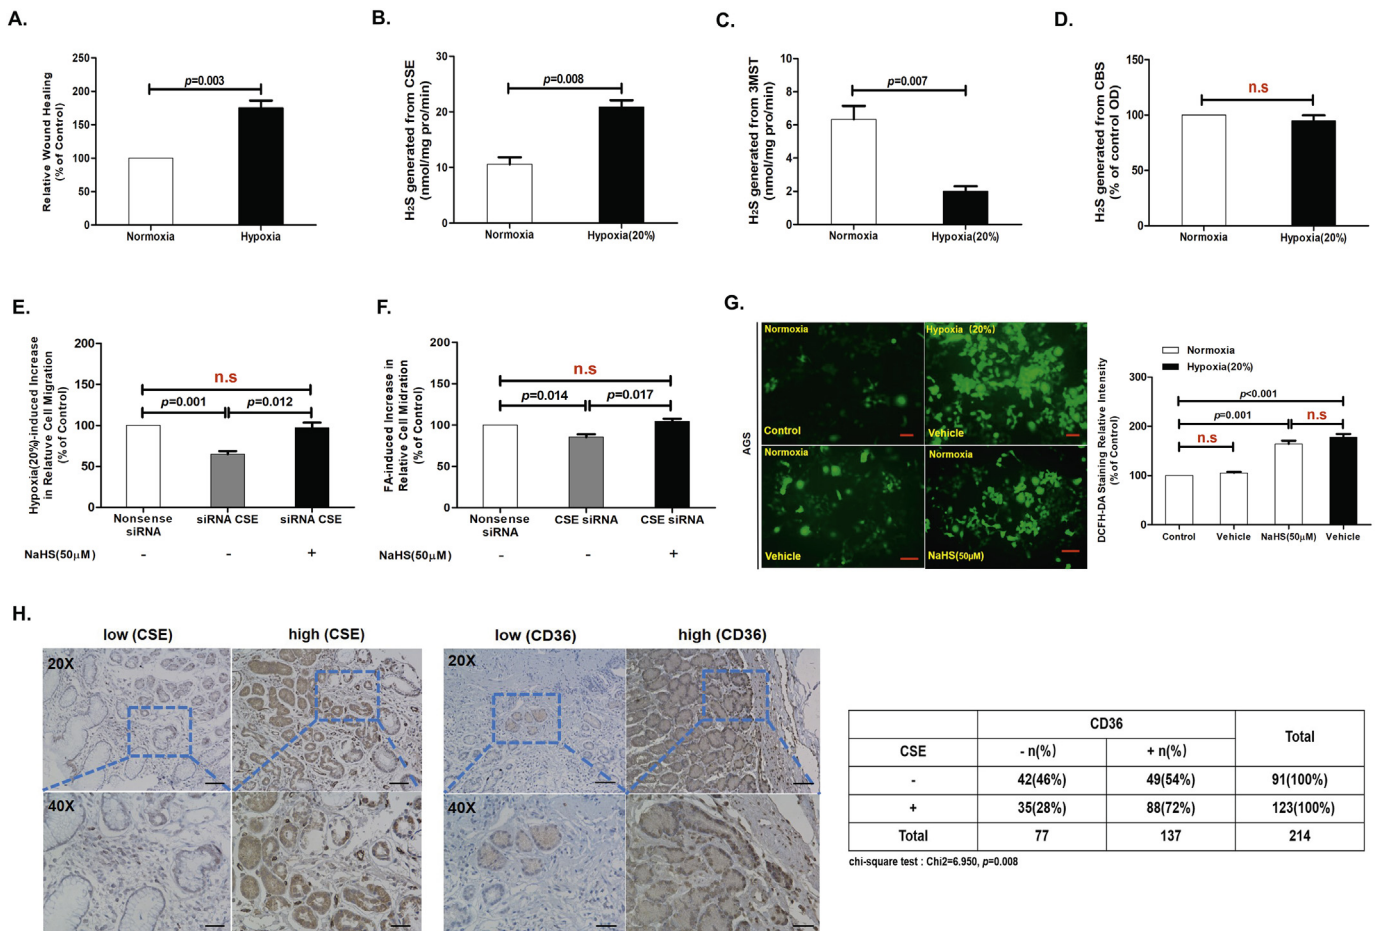 A.
Relative Wound Healing
(% of Control)
250
200
150
100
50
0
p=0.003
Normoxia
Hypoxia
B.
H2S generated from CSE
(nmol/mg pro/min)
30
20
10
0
p=0.008
Normoxia
Hypoxia(20%)
C.
H2S generated from 3MST
(nmol/mg pro/min)
10
8
6
4
2
0
p=0.007
Normoxia
Hypoxia(20%)
D.
H2S generated from CBS
(% of control OD)
150
100
50
0
n.s
Normoxia
Hypoxia(20%)
E.
Hypoxia(20%)-induced Increase
in Relative Cell Migration
(% of Control)
200
150
100
50
0
n.s
p=0.001
p=0.012
Nonsense
siRNA
siRNA CSE
siRNA CSE
NaHS(50μM)
-
-
+
F.
FA-induced Increase in
Relative Cell Midration
(% of Control)
200
150
100
50
0
n.s
p=0.014
p=0.017
Nonsense
siRNA
CSE siRNA
CSE siRNA
NaHS(50μM)
-
-
+
G.
AGS
Normoxia
Control
Hypoxia (20%)
Vehicle
Normoxia
Vehicle
Normoxia
NaHS(50μM)
Normoxia
Hypoxia(20%)
DCFH-DA Staining Relative Intensity
(% of Control)
300
200
100
0
p<0.001
p=0.001
n.s
n.s
Control
Vehicle
NaHS(50μM)
Vehicle
H.
low (CSE)
high (CSE)
low (CD36)
high (CD36)
20X
20X
40X
40X
CSE
CD36
Total
- n(%)
+ n(%)
-
42(46%)
49(54%)
91(100%)
+
35(28%)
88(72%)
123(100%)
Total
77
137
214
chi-square test : Chi2=6.950, p=0.008